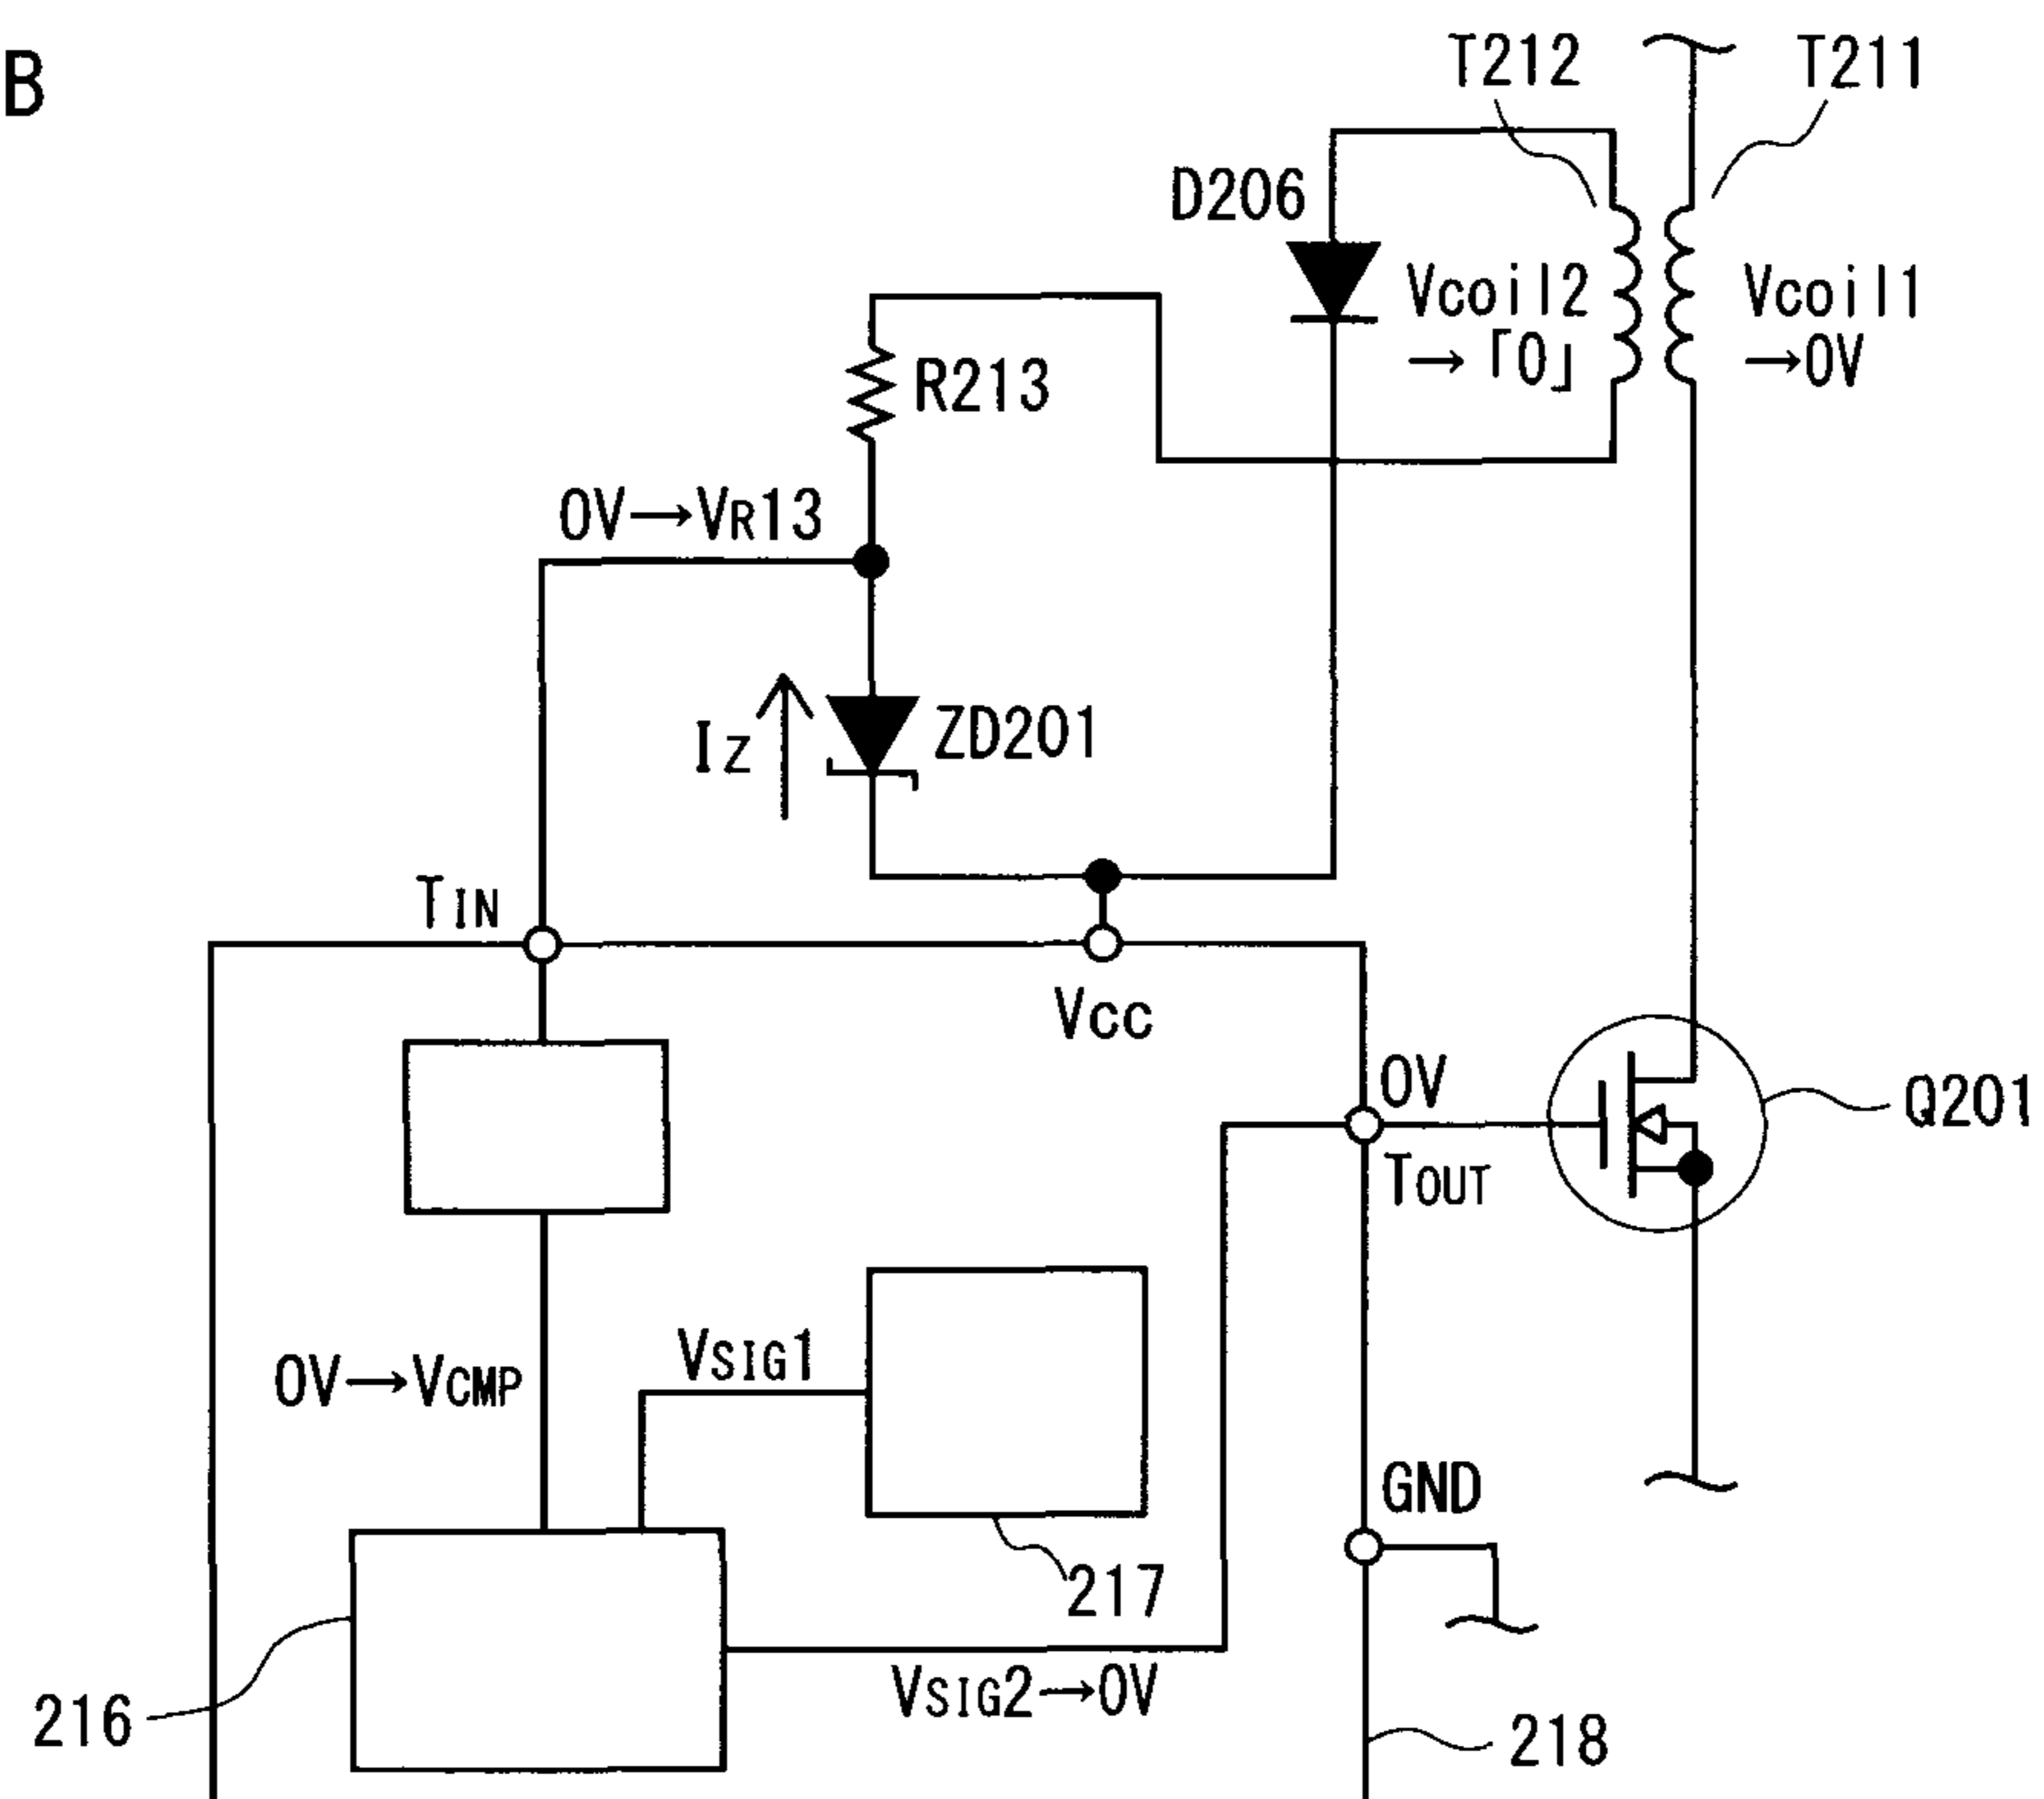 B
T212
T211
D206
Vcoil2
→「0」
Vcoil1
→0V
R213
0V→VR13
IZ
ZD201
TIN
Vcc
0V
TOUT
Q201
VSIG1
0V→VCMP
GND
217
216
VSIG2→0V
218